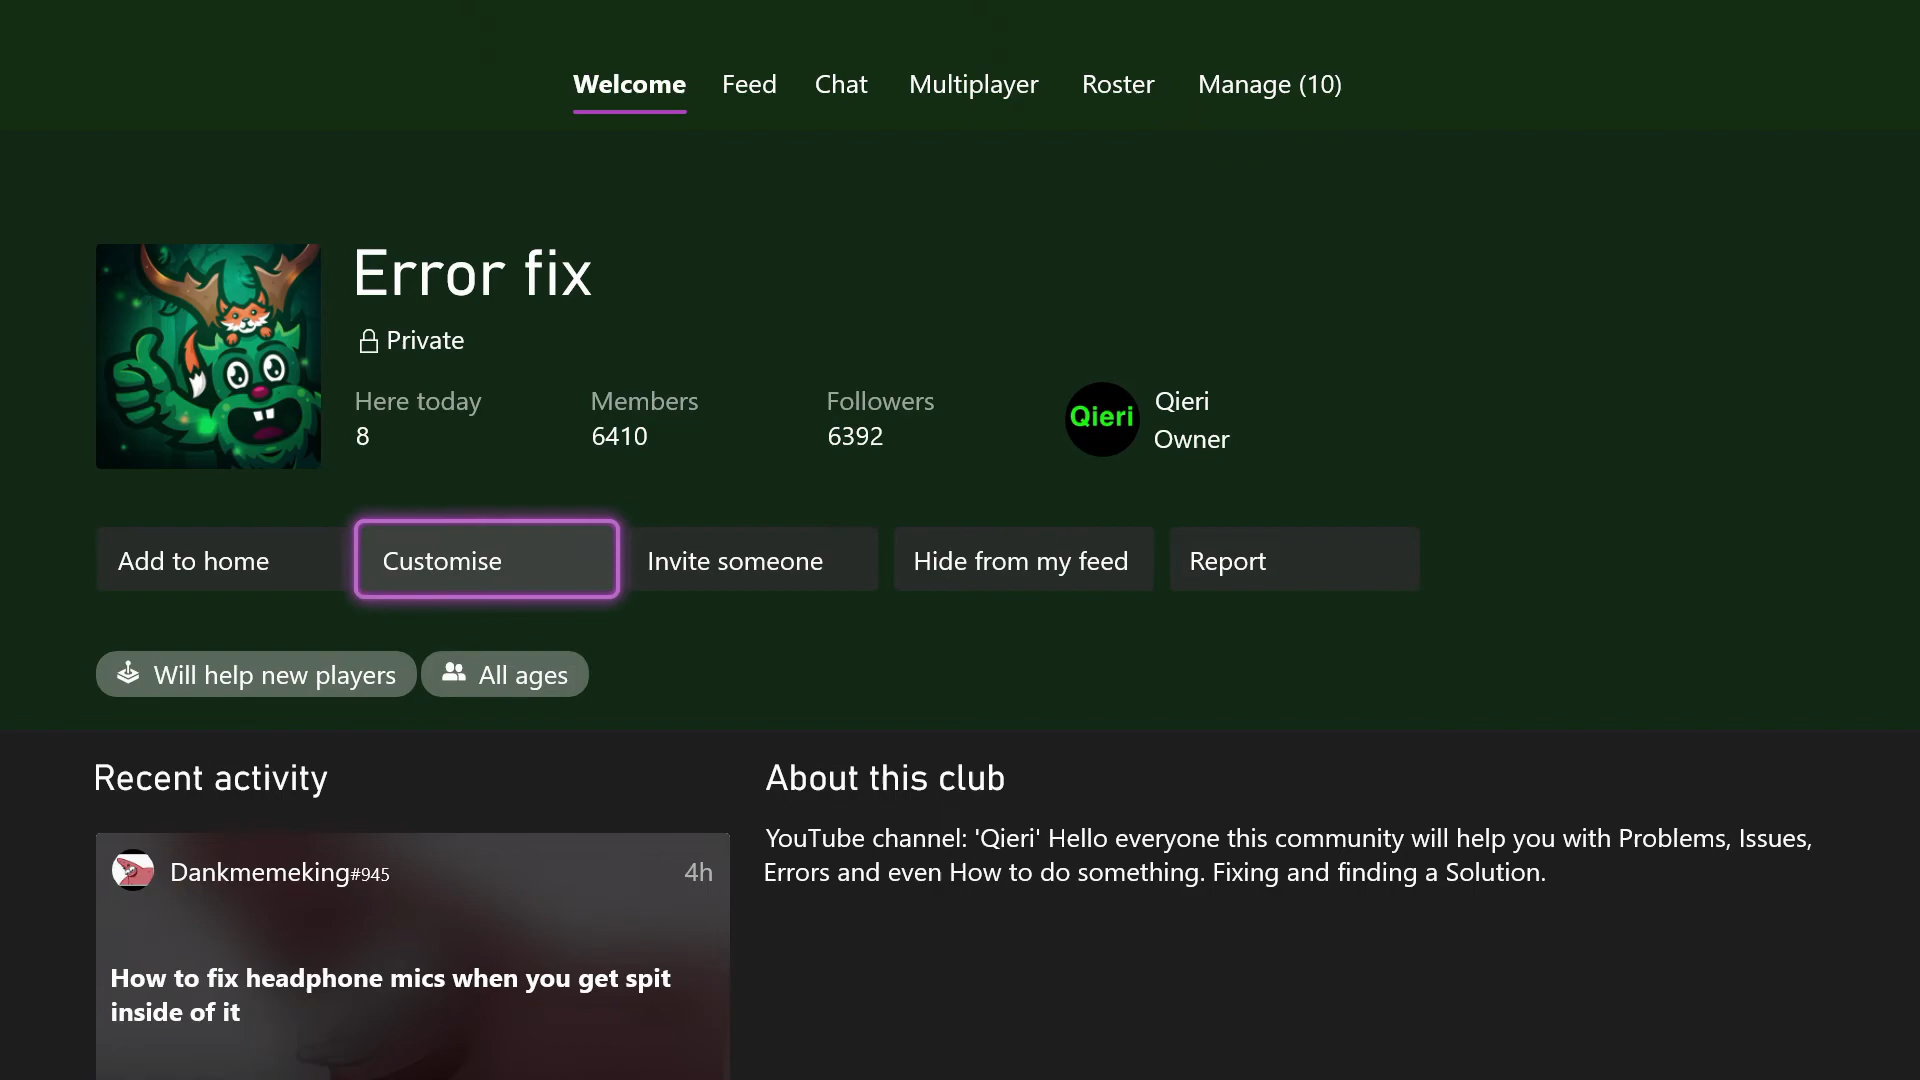 Welcome Feed Chat Multiplayer Roster Manage (10)
Error fix
Private
Here today Members Followers
8 6410 6392
Qieri
Qieri
Owner
Add to home Customise Invite someone Hide from my feed Report
Will help new players All ages
Recent activity
Dankmemeking#945 4h
How to fix headphone mics when you get spit
inside of it
About this club
YouTube channel: 'Qieri' Hello everyone this community will help you with Problems, Issues,
Errors and even How to do something. Fixing and finding a Solution.